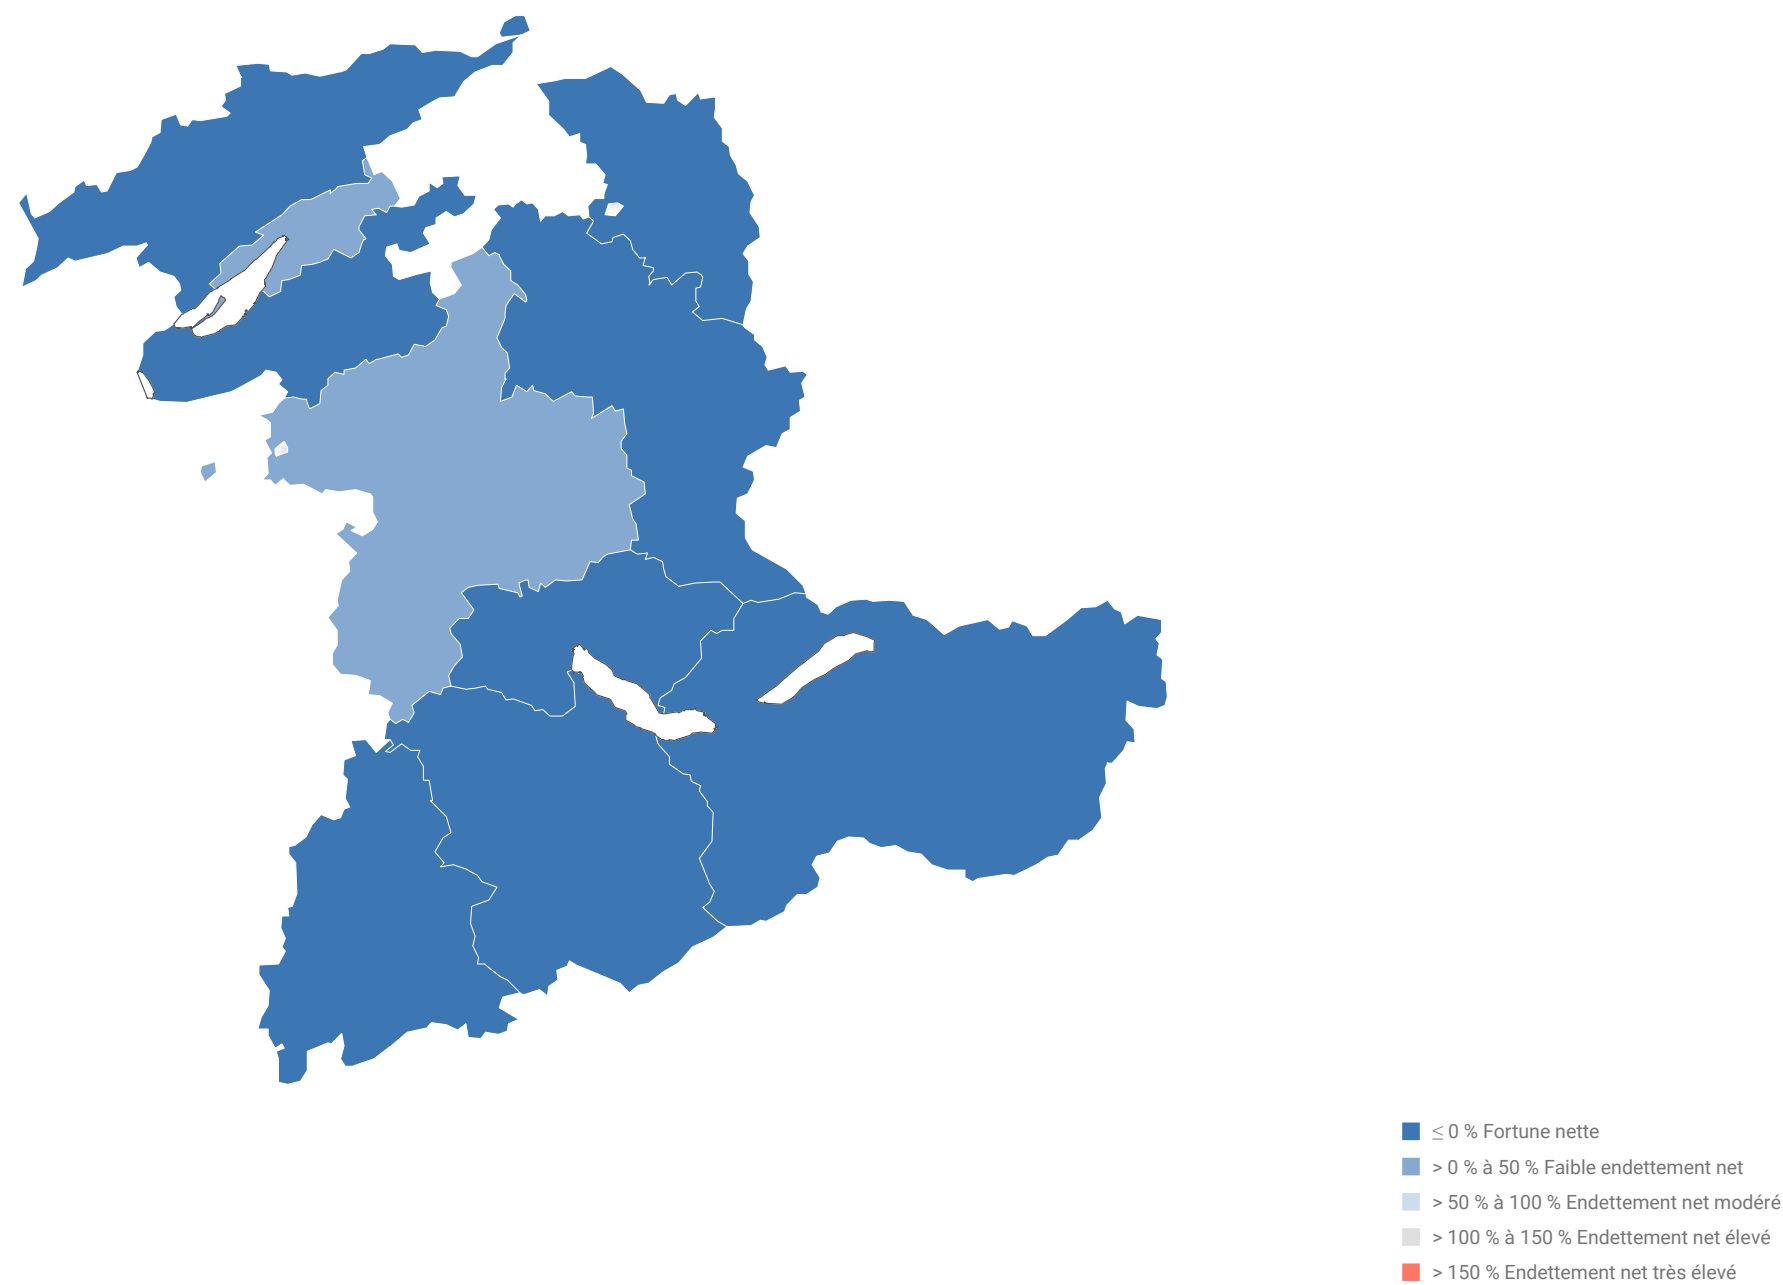 ≤ 0 % Fortune nette
> 0 % à 50 % Faible endettement net
> 50 % à 100 % Endettement net modéré
> 100 % à 150 % Endettement net élevé
> 150 % Endettement net très élevé